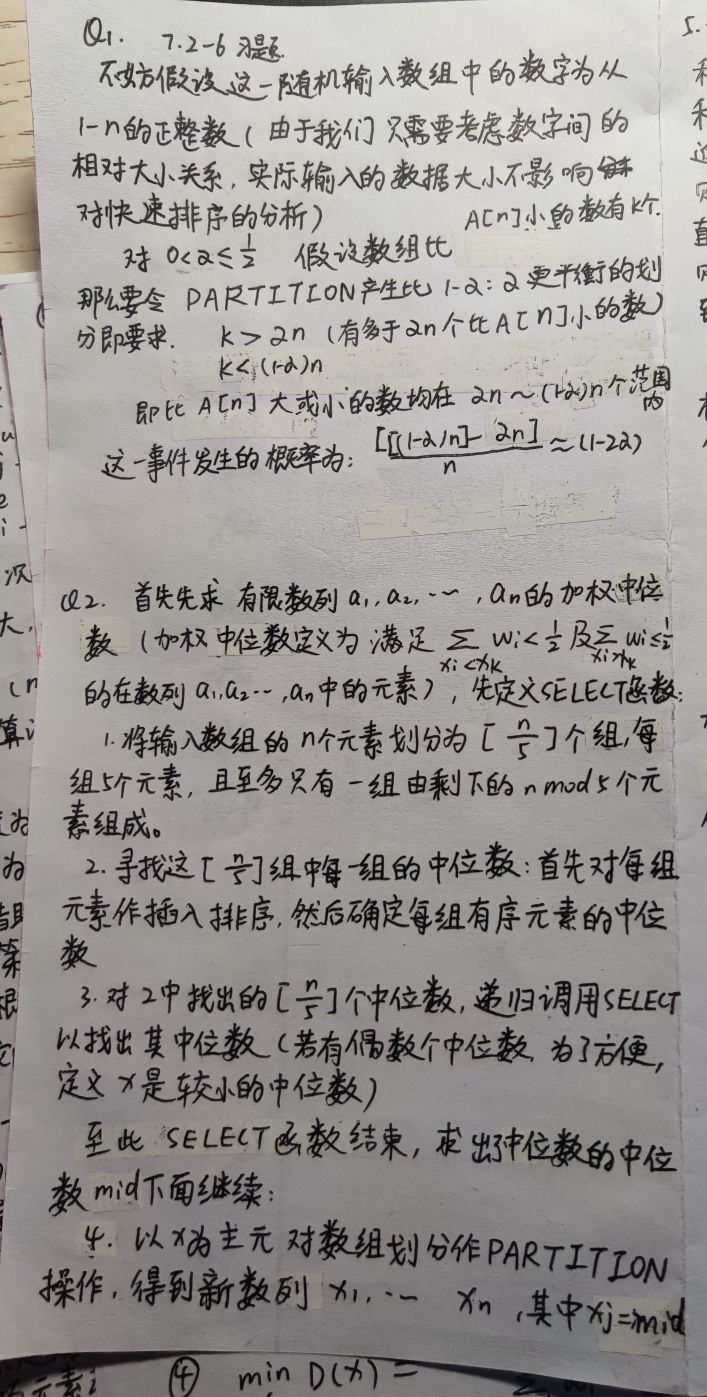 Q1. 7.2-6 习题
不妨假设这一随机输入数组中的数字为从
1-n的正整数(由于我们只需要考虑数字间的
相对大小关系,实际输入的数据大小不影响
对快速排序的分析)
对 0<α≤1/2 假设数组比 A[n]小的数有k个.
那么要令 PARTITION产生比 1-α:α更平衡的划
分即要求. k>αn (有多于αn个比A[n]小的数)
k<(1-α)n
即比 A[n] 大或小的数均在 αn~(1-α)n个范围内
这一事件发生的概率为: [[(1-α)n]-αn]/n ≈(1-2α)
Q2. 首先先求 有限数列 a1,a2,…,an的加权中位
数 (加权中位数定义为 满足 Σ wi<1/2 及Σ wi≤1/2
xi<xk xi>xk
的在数列 a1,a2…,an中的元素),先定义SELECT函数:
1.将输入数组的 n个元素划分为[n/5]个组,每
组5个元素,且至多只有一组由剩下的n mod 5个元
素组成。
2.寻找这[n/5]组中每一组的中位数:首先对每组
元素作插入排序,然后确定每组有序元素的中位
数
3.对2中找出的[n/5]个中位数,递归调用SELECT
以找出其中位数(若有偶数个中位数,为了方便,
定义x是较小的中位数)
至此 SELECT函数结束,求出了中位数的中位
数mid下面继续:
4.以x为主元对数组划分作PARTITION
操作,得到新数列 x1,… xn,其中xj=mid
④ min D(x) =